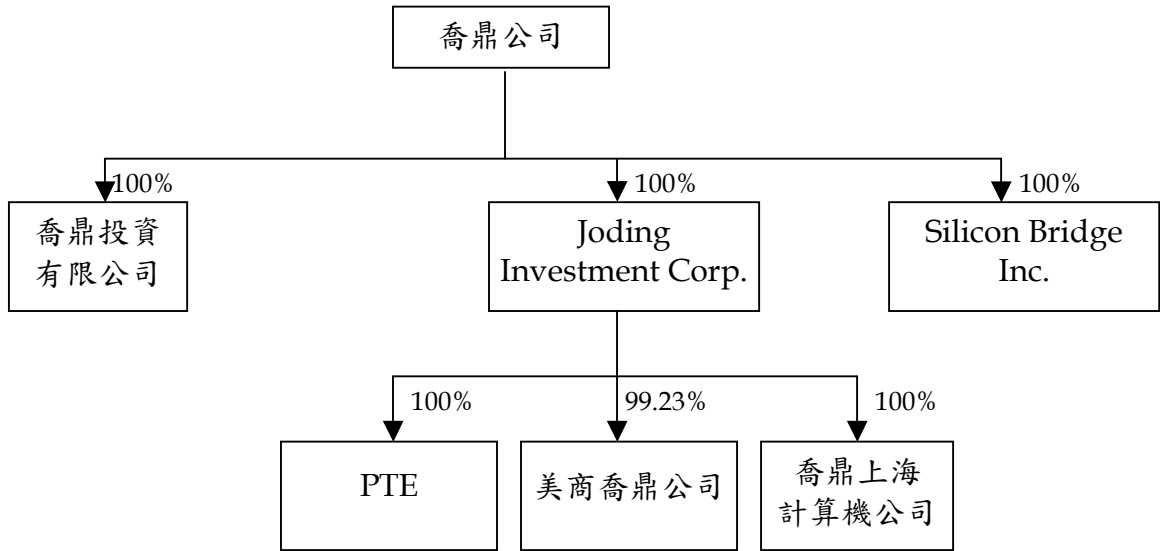 喬鼎公司
100%
100%
100%
喬鼎投資
有限公司
Joding
Investment Corp.
Silicon Bridge
Inc.
100%
99.23%
100%
PTE
美商喬鼎公司
喬鼎上海
計算機公司